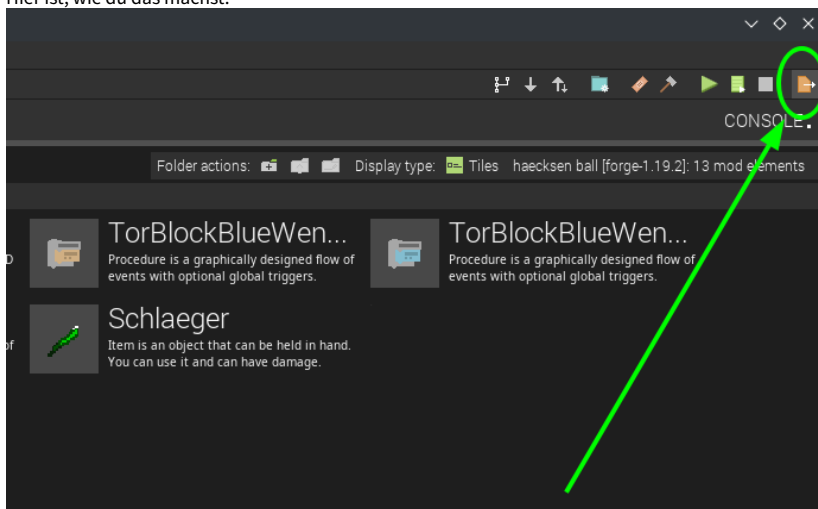 Hier ist, wie du das machst:
CONSOLE.
Folder actions: Display type: Tiles haecksen ball [forge-1.19.2]: 13 mod elements
D
TorBlockBlueWen...
Procedure is a graphically designed flow of
events with optional global triggers.
TorBlockBlueWen...
Procedure is a graphically designed flow of
events with optional global triggers.
of
Schlaeger
Item is an object that can be held in hand.
You can use it and can have damage.